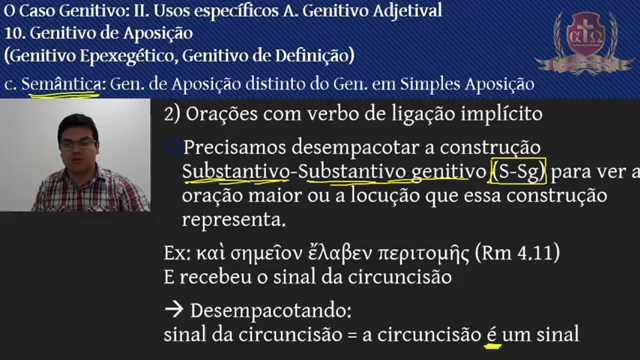 O Caso Genitivo: II. Usos específicos A. Genitivo Adjetival
10. Genitivo de Aposição
(Genitivo Epexegético, Genitivo de Definição)
c. Semântica: Gen. de Aposição distinto do Gen. em Simples Aposição
2) Orações com verbo de ligação implícito
Precisamos desempacotar a construção
Substantivo-Substantivo genitivo (S-Sg) para ver a
oração maior ou a locução que essa construção
representa.
Ex: καὶ σημεῖον ἔλαβεν περιτομῆς (Rm 4.11)
E recebeu o sinal da circuncisão
→ Desempacotando:
sinal da circuncisão = a circuncisão é um sinal